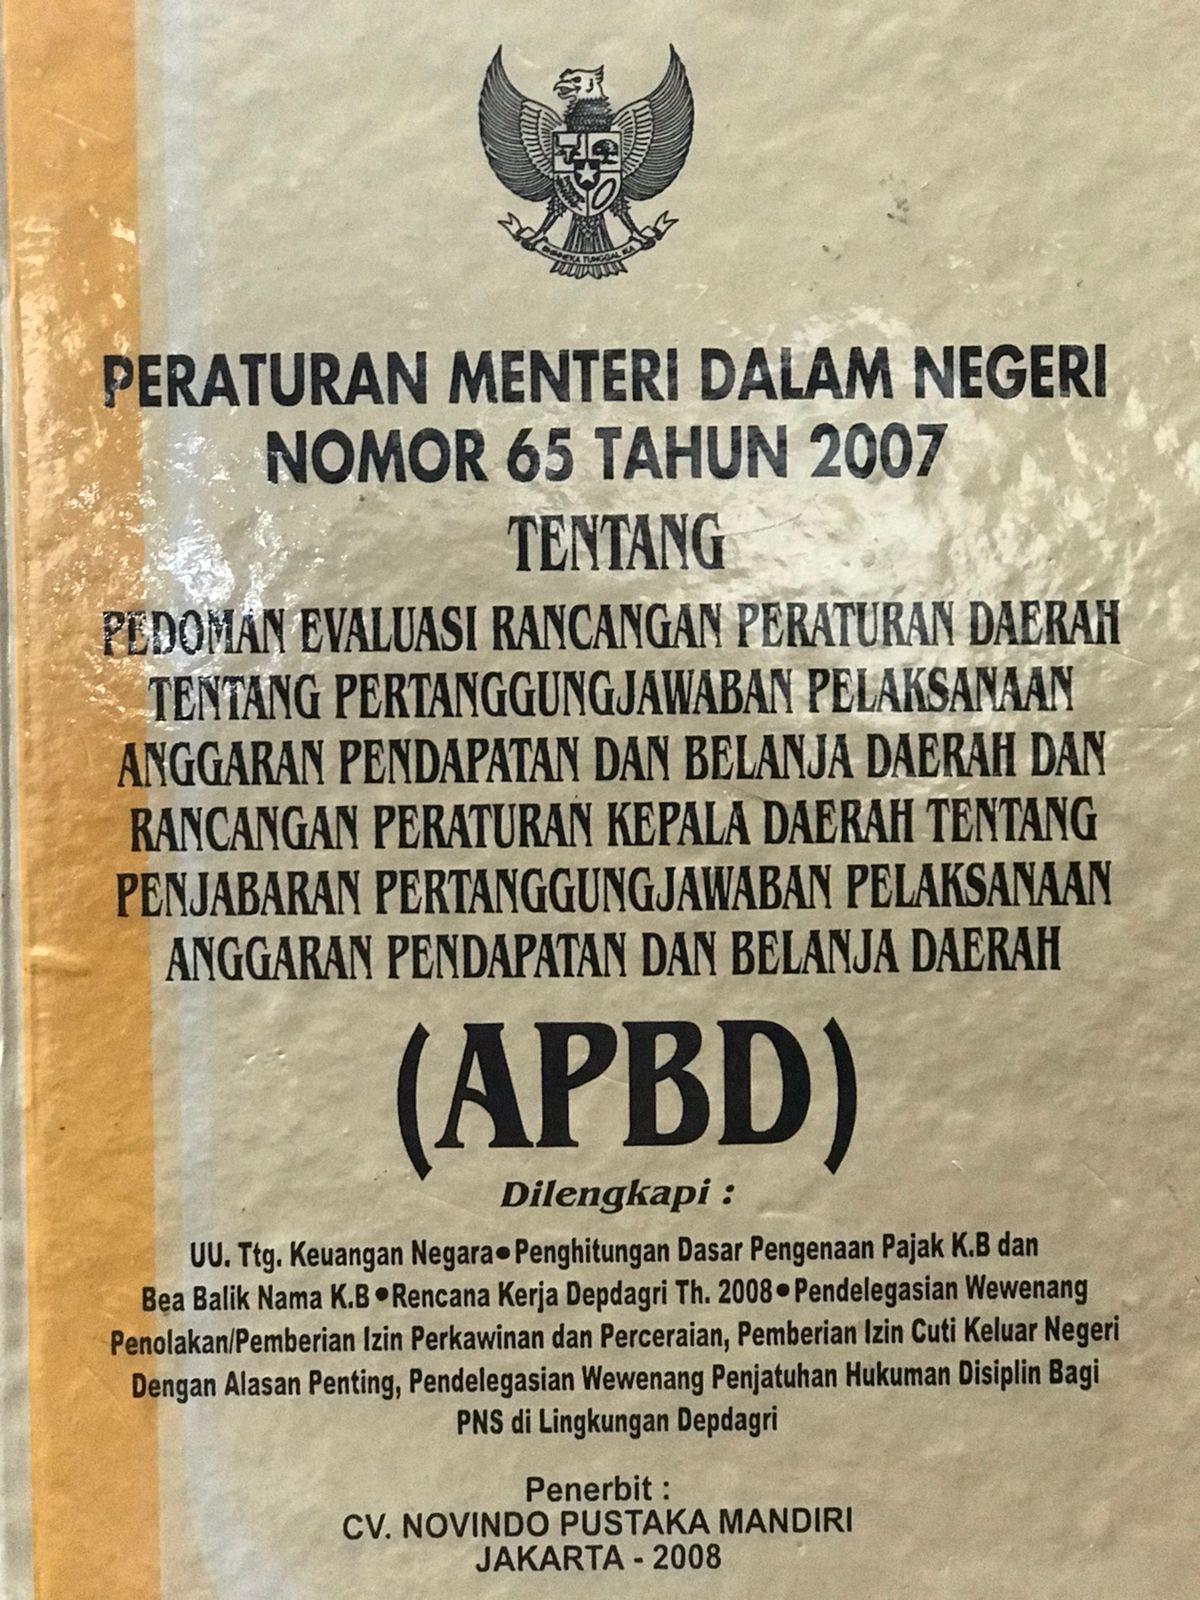 BHINNEKA TUNGGAL IKA
PERATURAN MENTERI DALAM NEGERI
NOMOR 65 TAHUN 2007
TENTANG
PEDOMAN EVALUASI RANCANGAN PERATURAN DAERAH
TENTANG PERTANGGUNGJAWABAN PELAKSANAAN
ANGGARAN PENDAPATAN DAN BELANJA DAERAH DAN
RANCANGAN PERATURAN KEPALA DAERAH TENTANG
PENJABARAN PERTANGGUNGJAWABAN PELAKSANAAN
ANGGARAN PENDAPATAN DAN BELANJA DAERAH
(APBD)
Dilengkapi :
UU. Ttg. Keuangan Negara•Penghitungan Dasar Pengenaan Pajak K.B dan
Bea Balik Nama K.B•Rencana Kerja Depdagri Th. 2008•Pendelegasian Wewenang
Penolakan/Pemberian Izin Perkawinan dan Perceraian, Pemberian Izin Cuti Keluar Negeri
Dengan Alasan Penting, Pendelegasian Wewenang Penjatuhan Hukuman Disiplin Bagi
PNS di Lingkungan Depdagri
Penerbit :
CV. NOVINDO PUSTAKA MANDIRI
JAKARTA - 2008